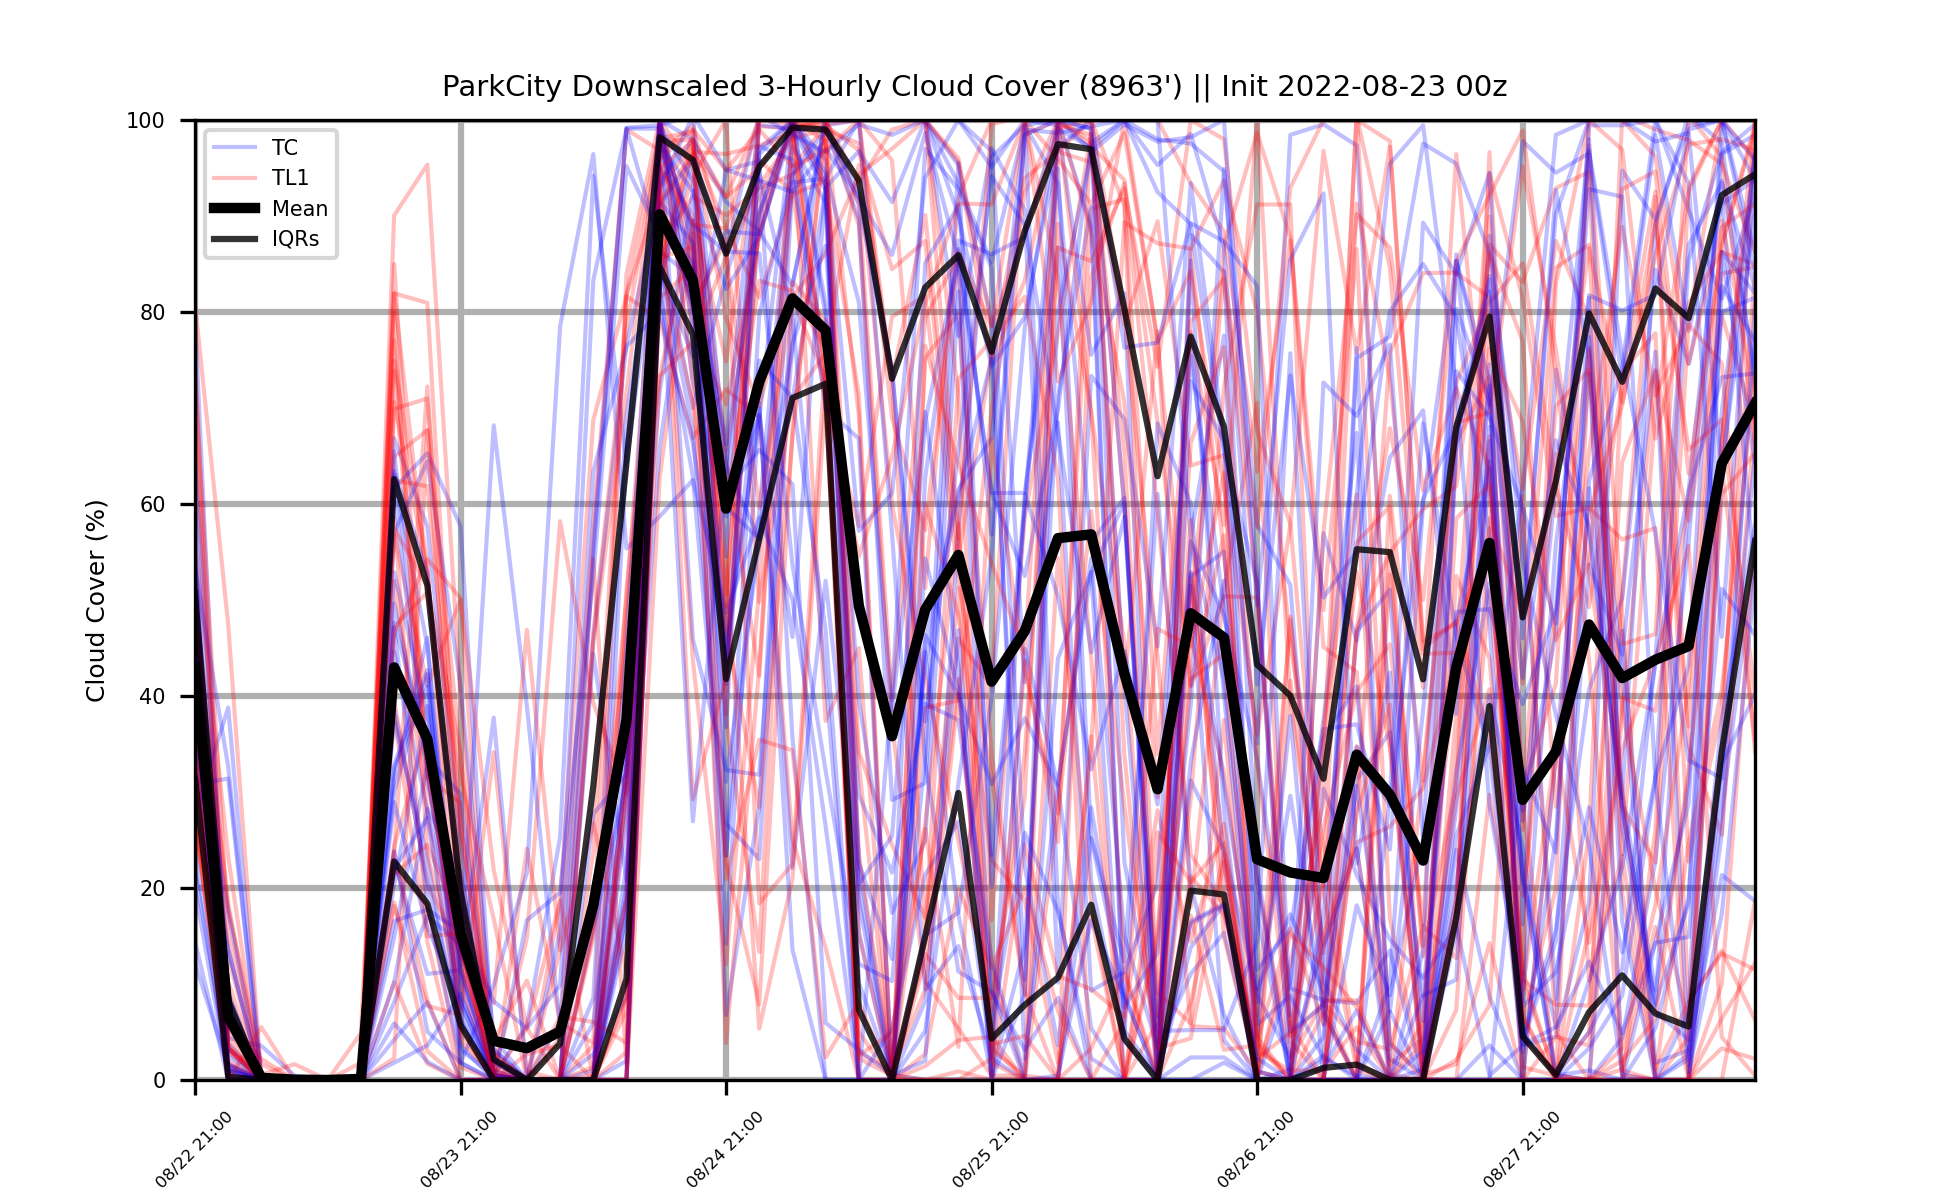 ParkCity Downscaled 3-Hourly Cloud Cover (8963') || Init 2022-08-23 00z
TC
TL1
Mean
IQRs
Cloud Cover (%)
100
80
60
40
20
0
08/22 21:00
08/23 21:00
08/24 21:00
08/25 21:00
08/26 21:00
08/27 21:00